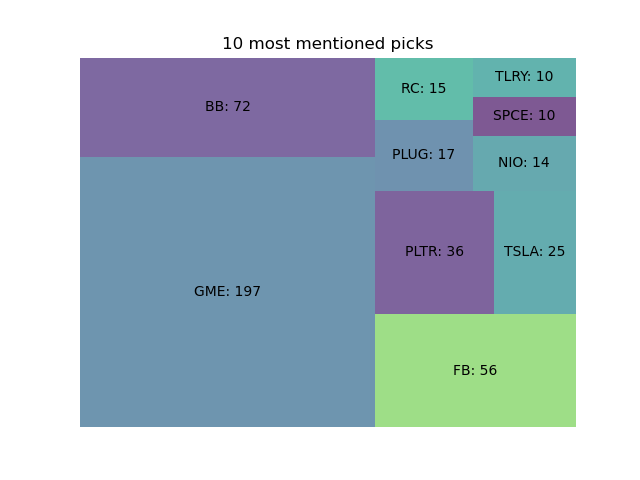 10 most mentioned picks
BB: 72
RC: 15
TLRY: 10
SPCE: 10
PLUG: 17
NIO: 14
GME: 197
PLTR: 36
TSLA: 25
FB: 56